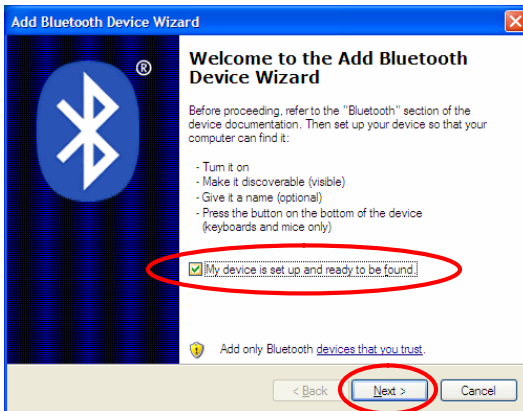 Add Bluetooth Device Wizard
®
Welcome to the Add Bluetooth
Device Wizard
Before proceeding, refer to the "Bluetooth" section of the
device documentation. Then set up your device so that your
computer can find it:
- Turn it on
- Make it discoverable (visible)
- Give it a name (optional)
- Press the button on the bottom of the device
(keyboards and mice only)
My device is set up and ready to be found.
Add only Bluetooth devices that you trust.
< Back Next > Cancel